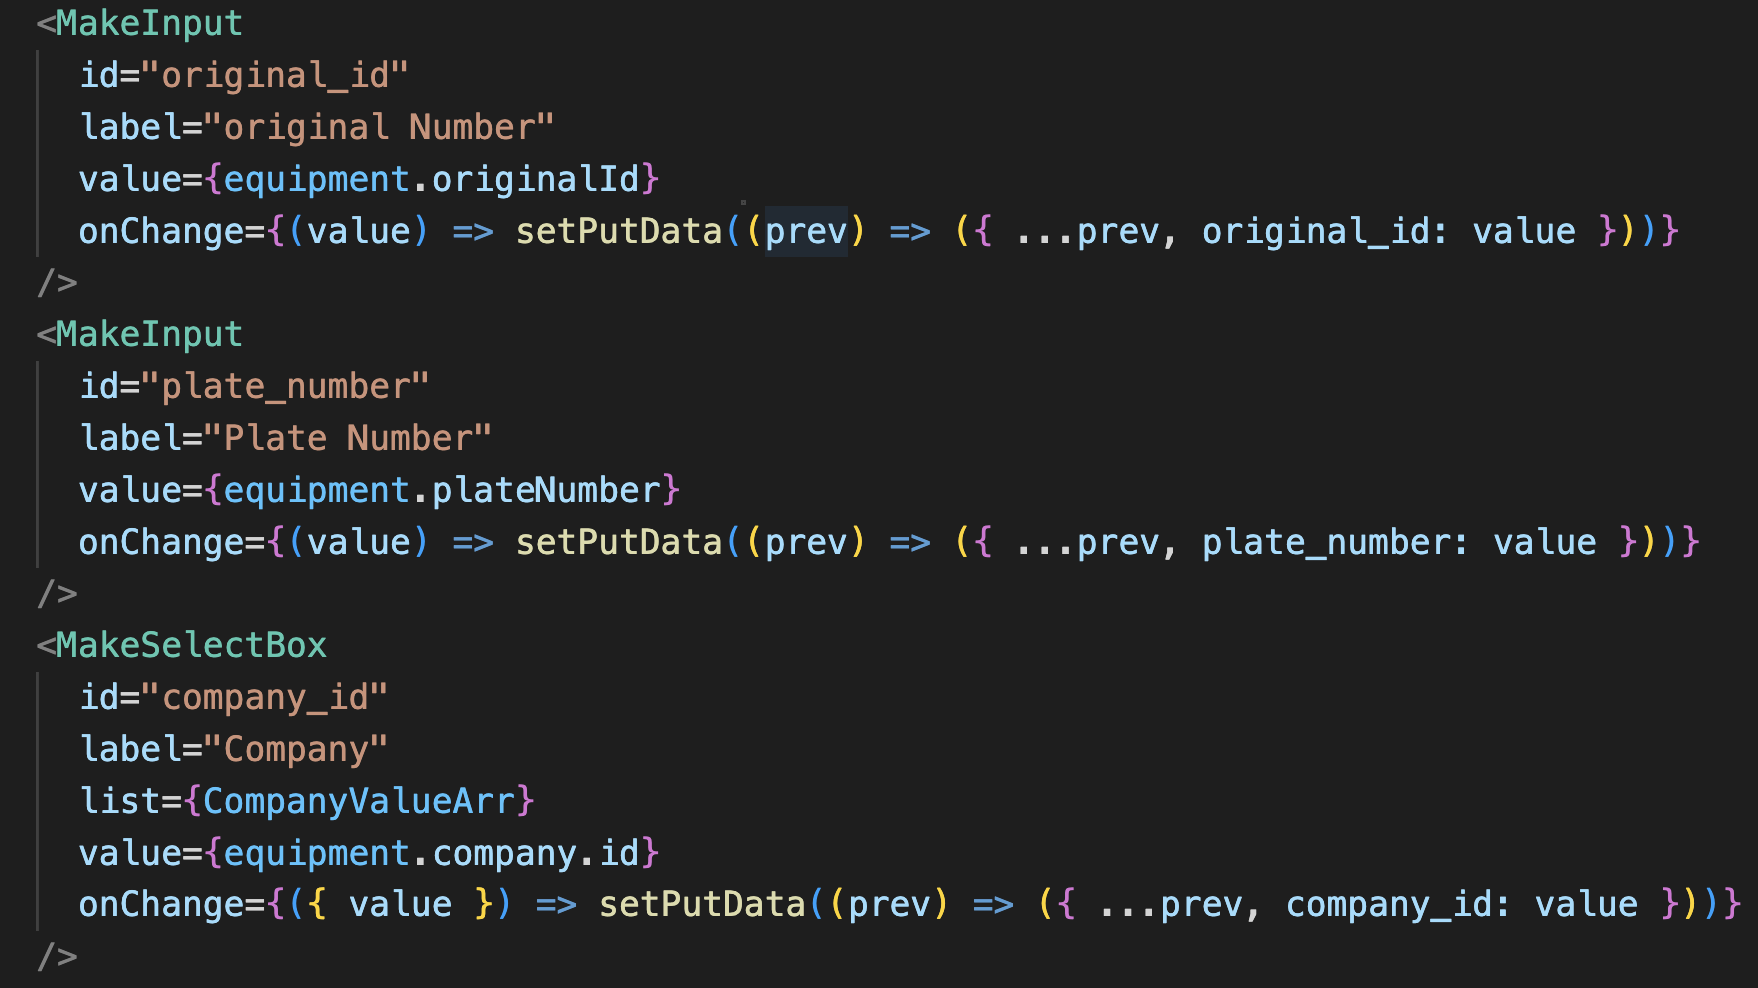 <MakeInput
id="original_id"
label="original Number"
value={equipment.originalId}
onChange={(value) => setPutData((prev) => ({ ...prev, original_id: value }))}
/>
<MakeInput
id="plate_number"
label="Plate Number"
value={equipment.plateNumber}
onChange={(value) => setPutData((prev) => ({ ...prev, plate_number: value }))}
/>
<MakeSelectBox
id="company_id"
label="Company"
list={CompanyValueArr}
value={equipment.company.id}
onChange={({ value }) => setPutData((prev) => ({ ...prev, company_id: value }))}
/>